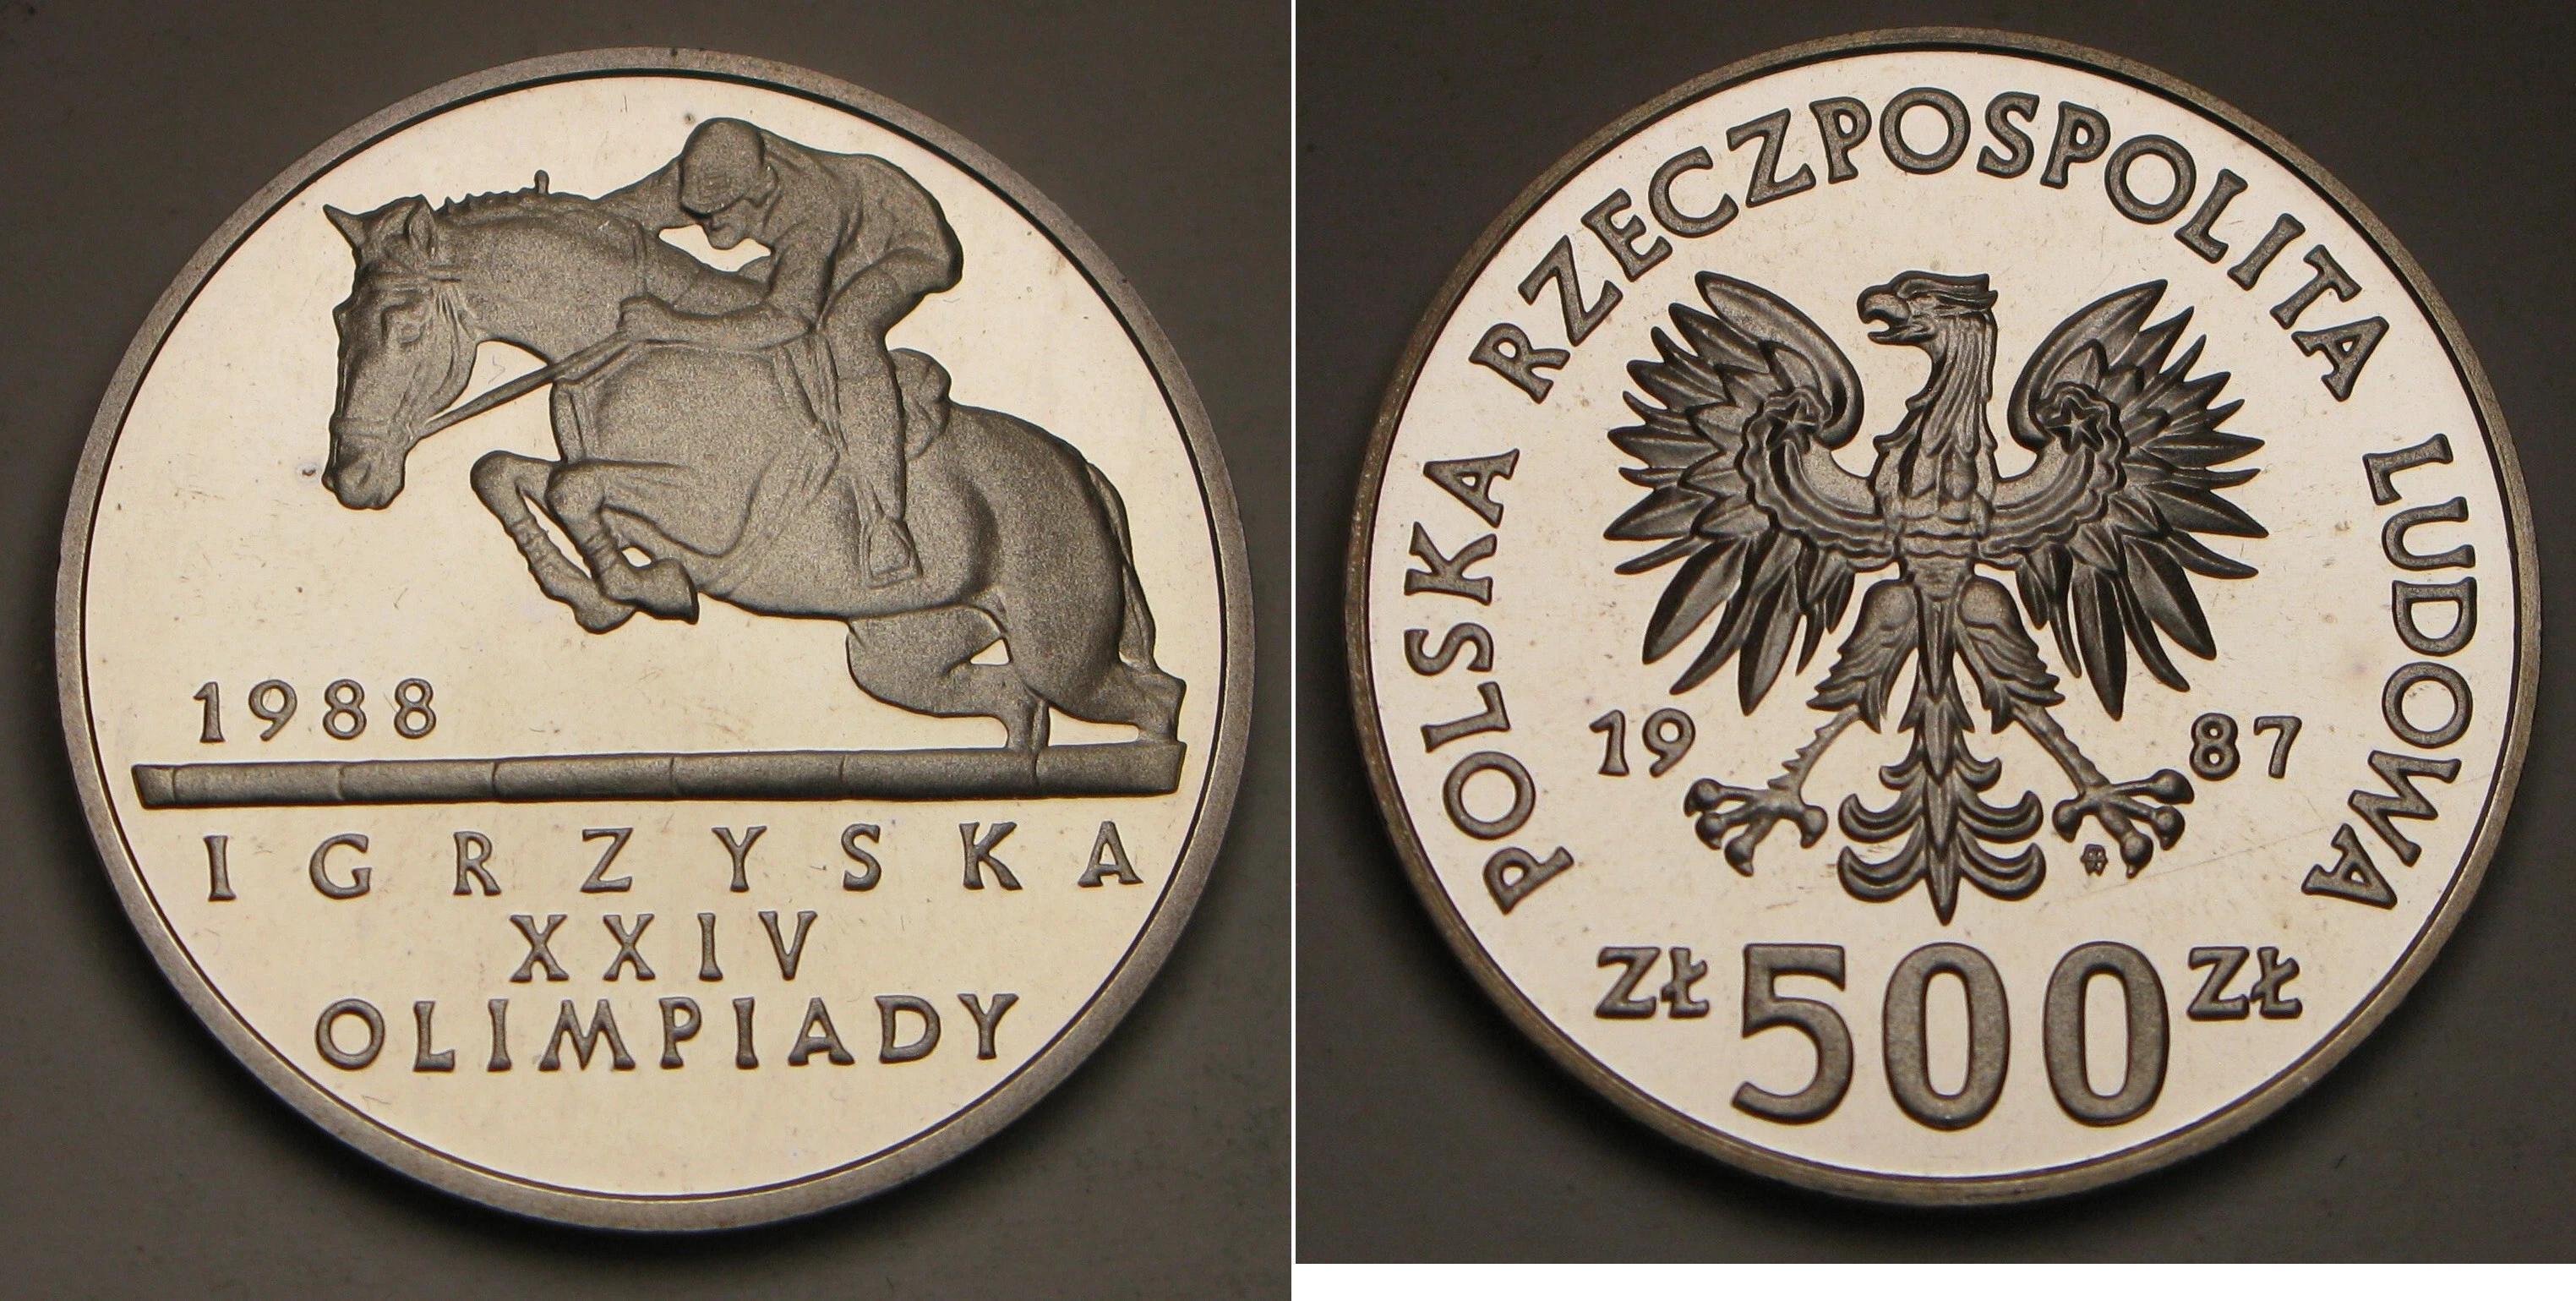 1988
IGRZYSKA
XXIV
OLIMPIADY
POLSKA RZECZPOSPOLITA LUDOWA
19 87
ZŁ 500 ZŁ